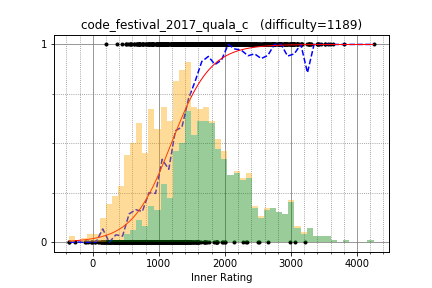 code_festival_2017_quala_c (difficulty=1189)
1
0
0 1000 2000 3000 4000
Inner Rating